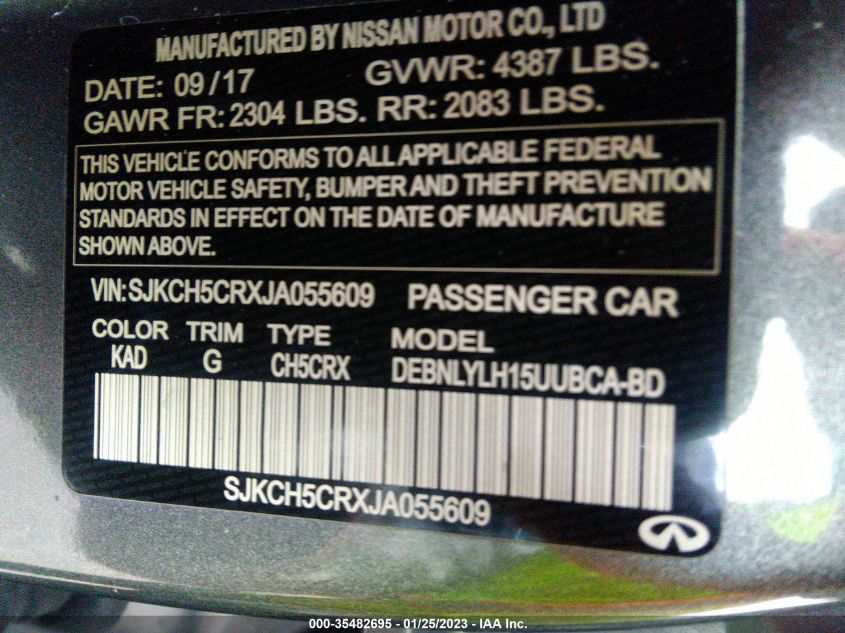 MANUFACTURED BY NISSAN MOTOR CO., LTD
DATE: 09/17 GVWR: 4387 LBS.
GAWR FR: 2304 LBS. RR: 2083 LBS.
THIS VEHICLE CONFORMS TO ALL APPLICABLE FEDERAL
MOTOR VEHICLE SAFETY, BUMPER AND THEFT PREVENTION
STANDARDS IN EFFECT ON THE DATE OF MANUFACTURE
SHOWN ABOVE.
VIN: SJKCH5CRXJA055609 PASSENGER CAR
COLOR TRIM TYPE MODEL
KAD G CH5CRX DEBNLYLH15UUBCA-BD
SJKCH5CRXJA055609
000-35482695 - 01/25/2023 - IAA Inc.